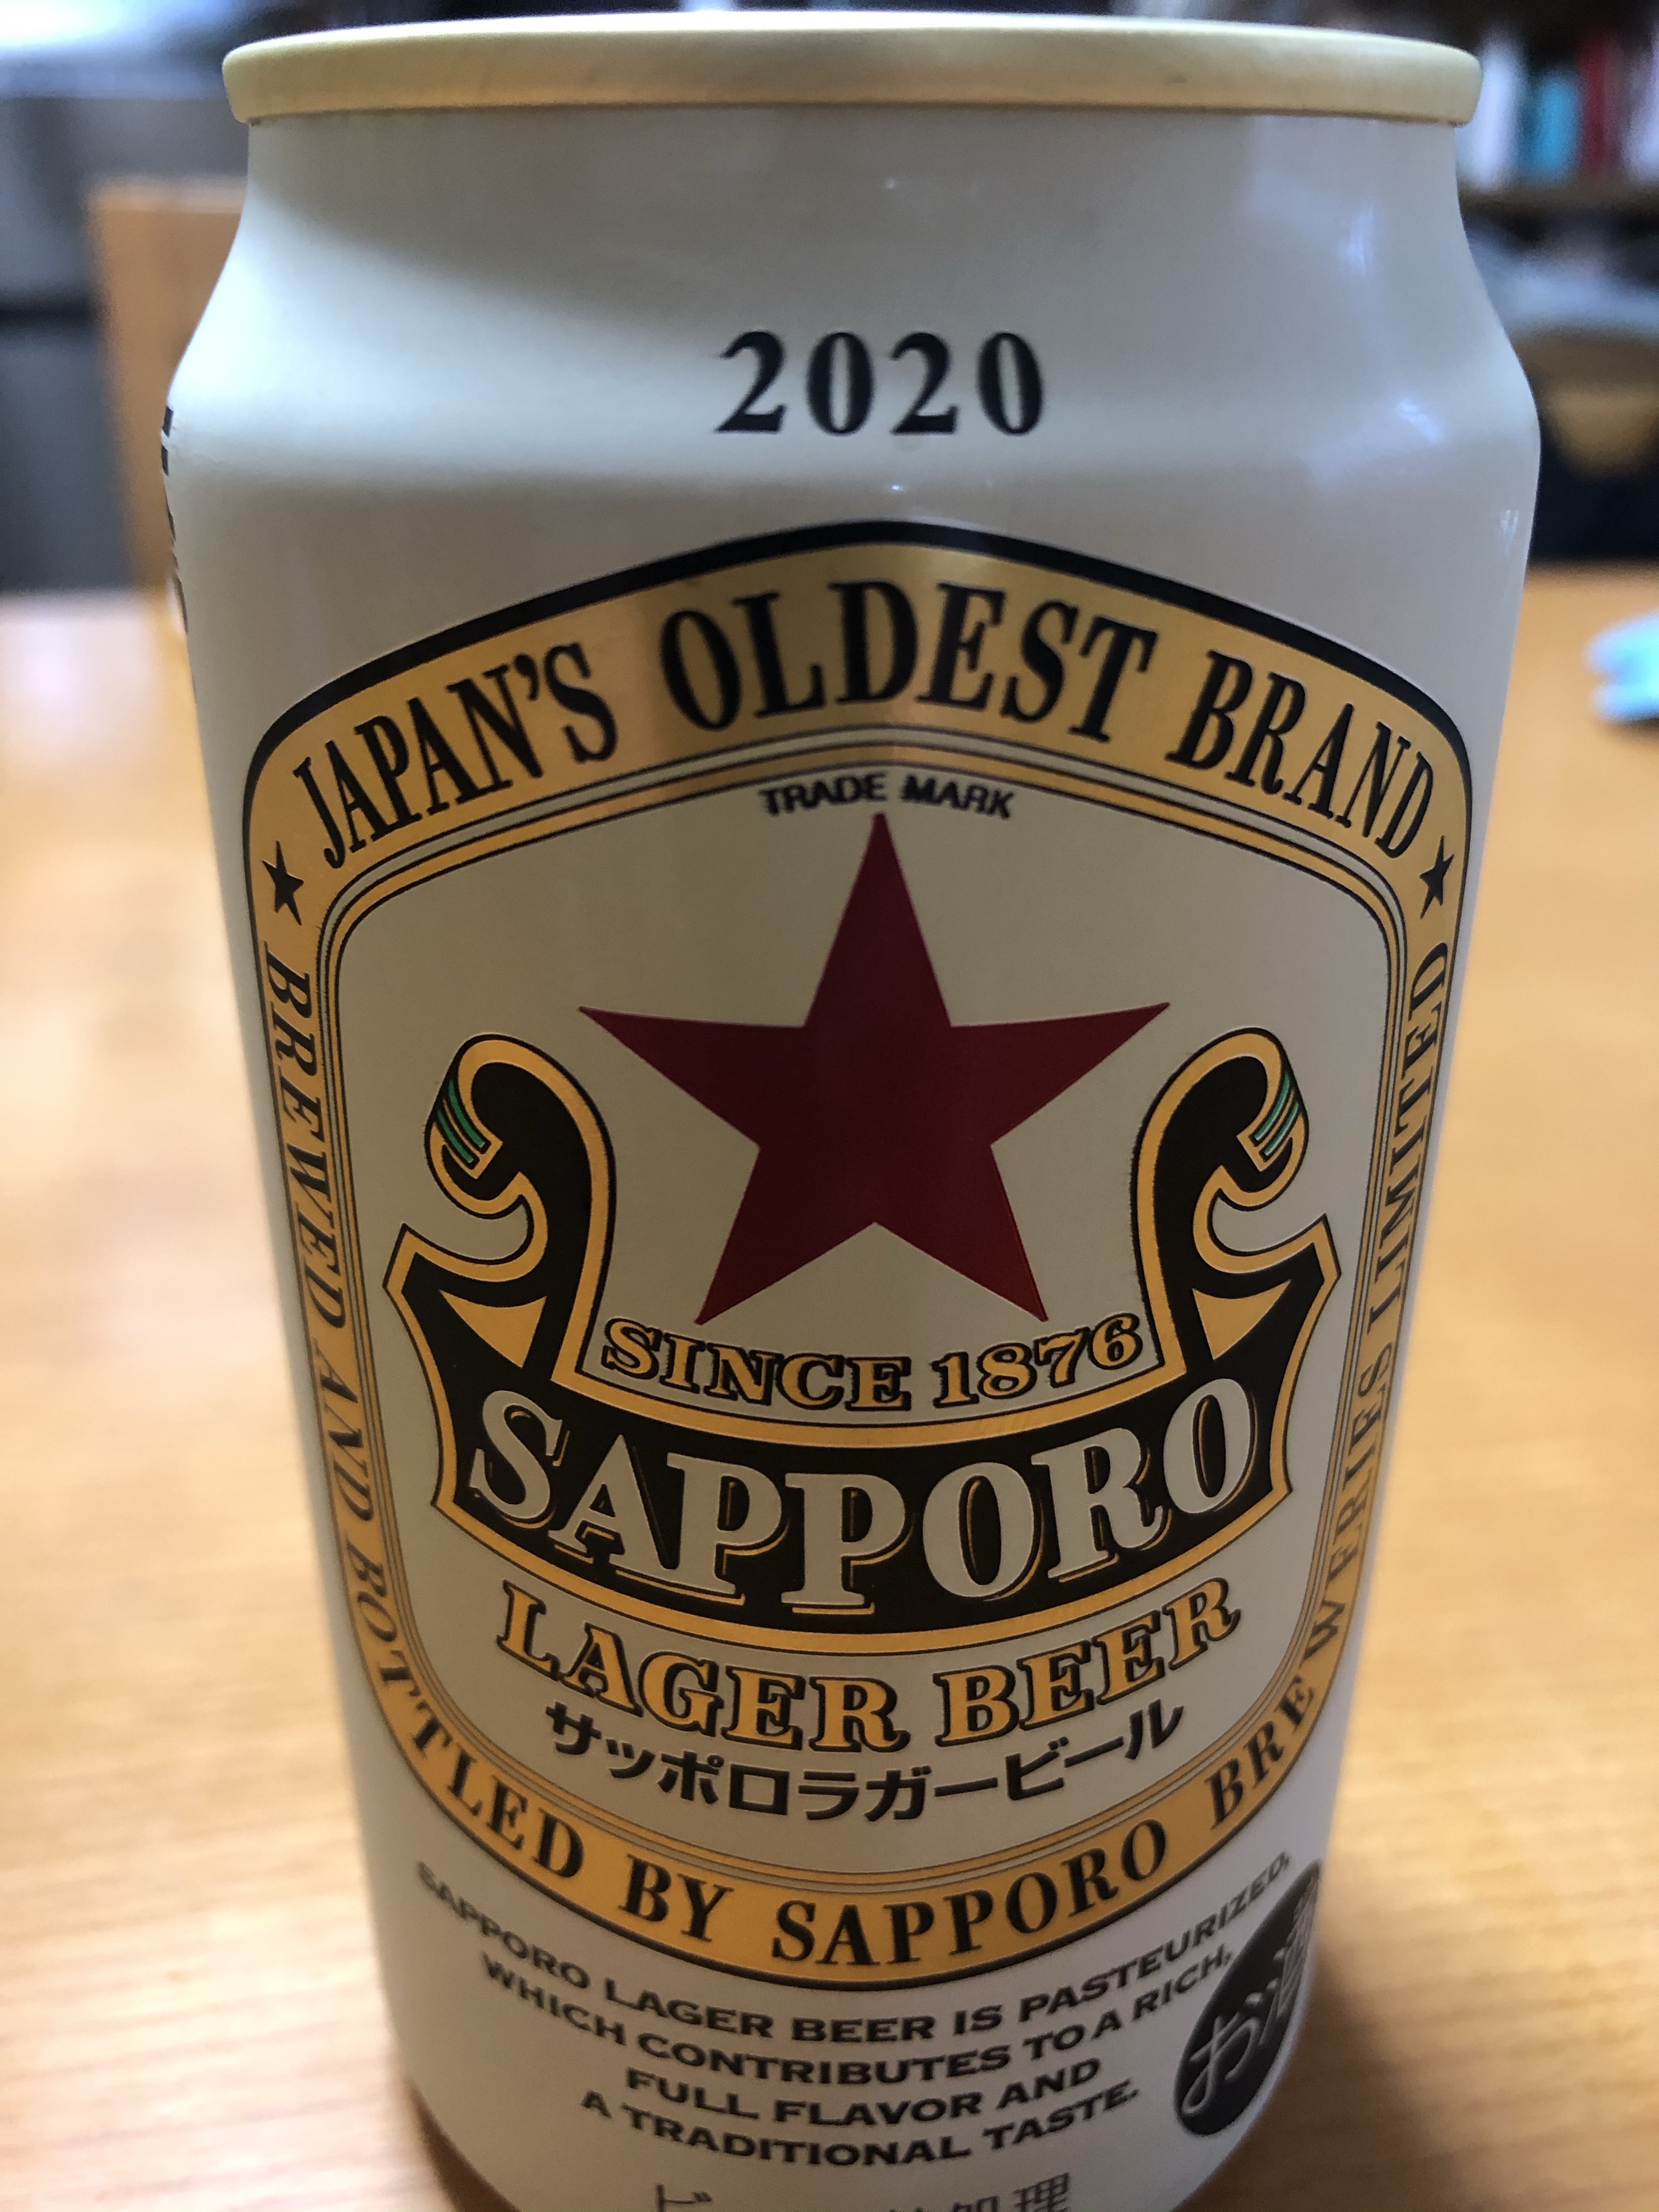 2020
JAPAN'S OLDEST BRAND
TRADE MARK
SINCE 1876
SAPPORO
LAGER BEER
サッポロラガービール
BREWED AND BOTTLED BY SAPPORO BREWERIES LIMITED
SAPPORO LAGER BEER IS PASTEURIZED,
WHICH CONTRIBUTES TO A RICH,
FULL FLAVOR AND
A TRADITIONAL TASTE.
お酒